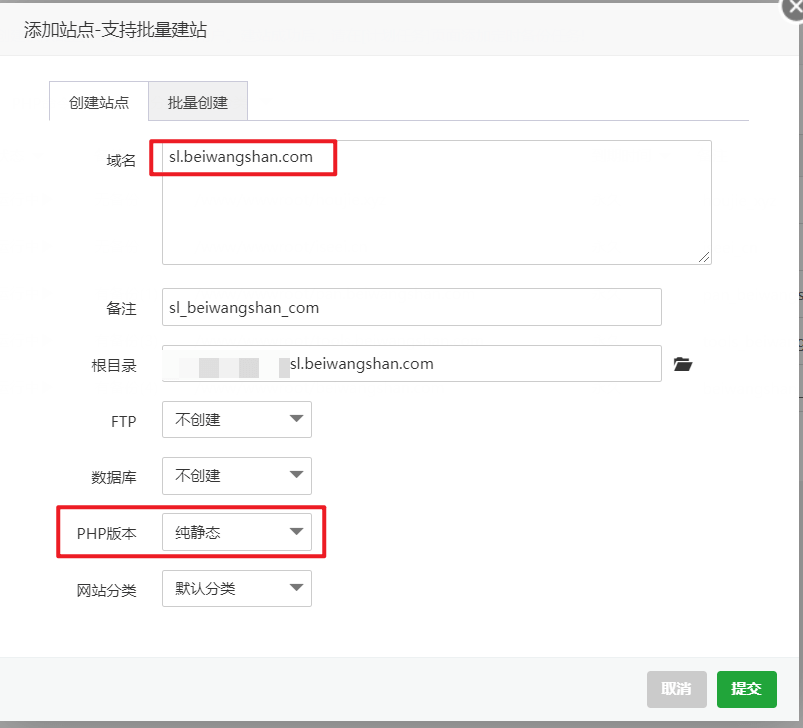 添加站点-支持批量建站
创建站点
批量创建
域名
sl.beiwangshan.com
备注
sl_beiwangshan_com
根目录
sl.beiwangshan.com
FTP
不创建
数据库
不创建
PHP版本
纯静态
网站分类
默认分类
取消
提交